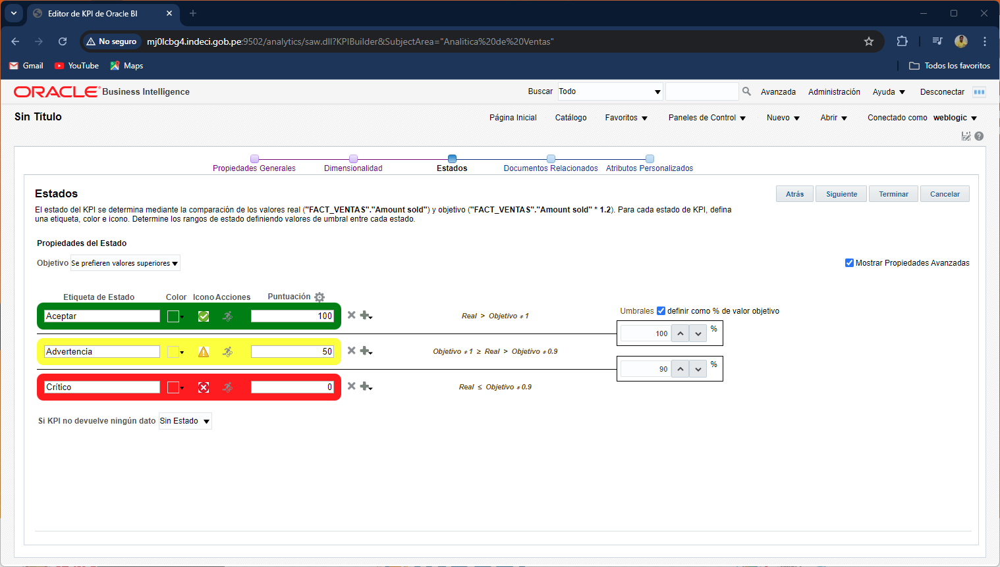 Editor de KPI de Oracle BI
No seguro mj0lcbg4.indeci.gob.pe:9502/analytics/saw.dll?KPIBuilder&SubjectArea="Analitica%20de%20Ventas"
Gmail YouTube Maps Todos los favoritos
ORACLE Business Intelligence Buscar Todo Avanzada Administración Ayuda Desconectar
Sin Título Página Inicial Catálogo Favoritos Paneles de Control Nuevo Abrir Conectado como weblogic
Propiedades Generales Dimensionalidad Estados Documentos Relacionados Atributos Personalizados
Estados Atrás Siguiente Terminar Cancelar
El estado del KPI se determina mediante la comparación de los valores real ("FACT_VENTAS"."Amount sold") y objetivo ("FACT_VENTAS"."Amount sold" * 1.2). Para cada estado de KPI, defina
una etiqueta, color e icono. Determine los rangos de estado definiendo valores de umbral entre cada estado.
Propiedades del Estado
Objetivo Se prefieren valores superiores Mostrar Propiedades Avanzadas
Etiqueta de Estado Color Icono Acciones Puntuación
Umbrales definir como % de valor objetivo
Aceptar 100 Real > Objetivo * 1
100 %
Advertencia 50 Objetivo * 1 ≥ Real > Objetivo * 0.9
90 %
Crítico 0 Real ≤ Objetivo * 0.9
Si KPI no devuelve ningún dato Sin Estado